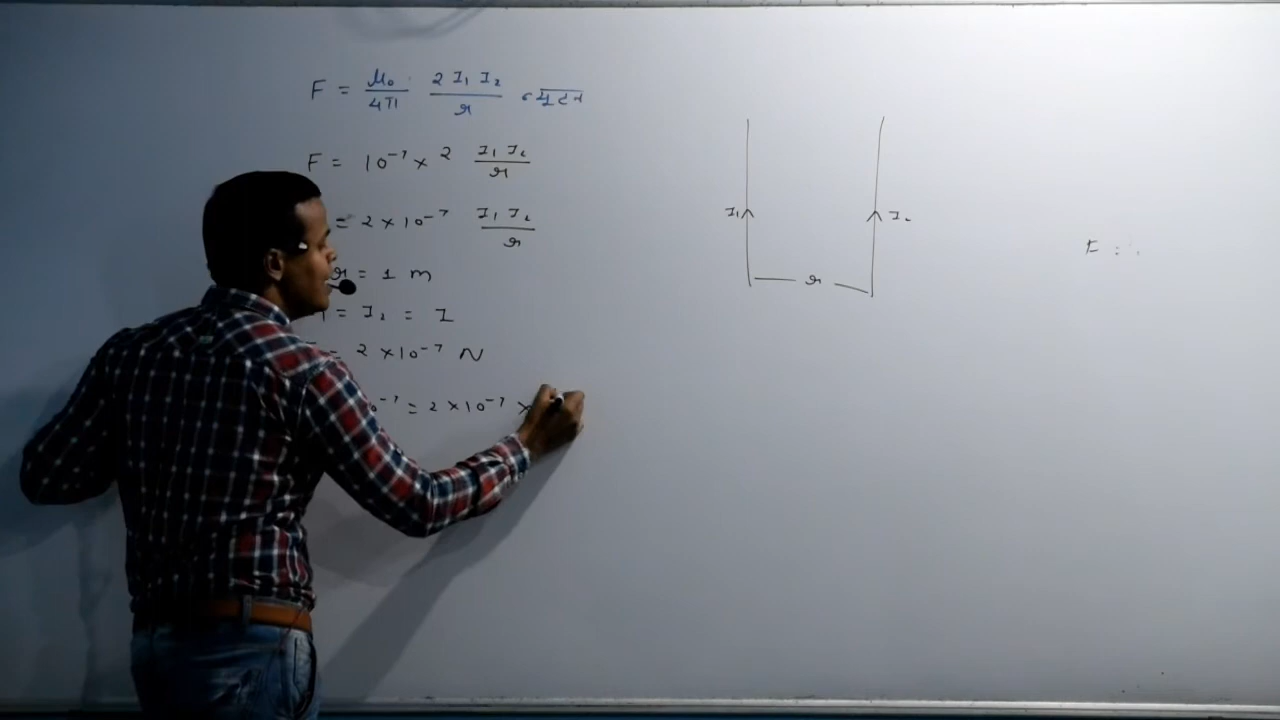 F = μ₀/4π 2 I₁ I₂/r
F = 10⁻⁷ × 2 I₁ I₂/r
= 2 × 10⁻⁷ I₁ I₂/r
r = 1 m
= I₂ = I
= 2 × 10⁻⁷ N
0⁻⁷ = 2 × 10⁻⁷ ×
I₁
I₂
r
F =